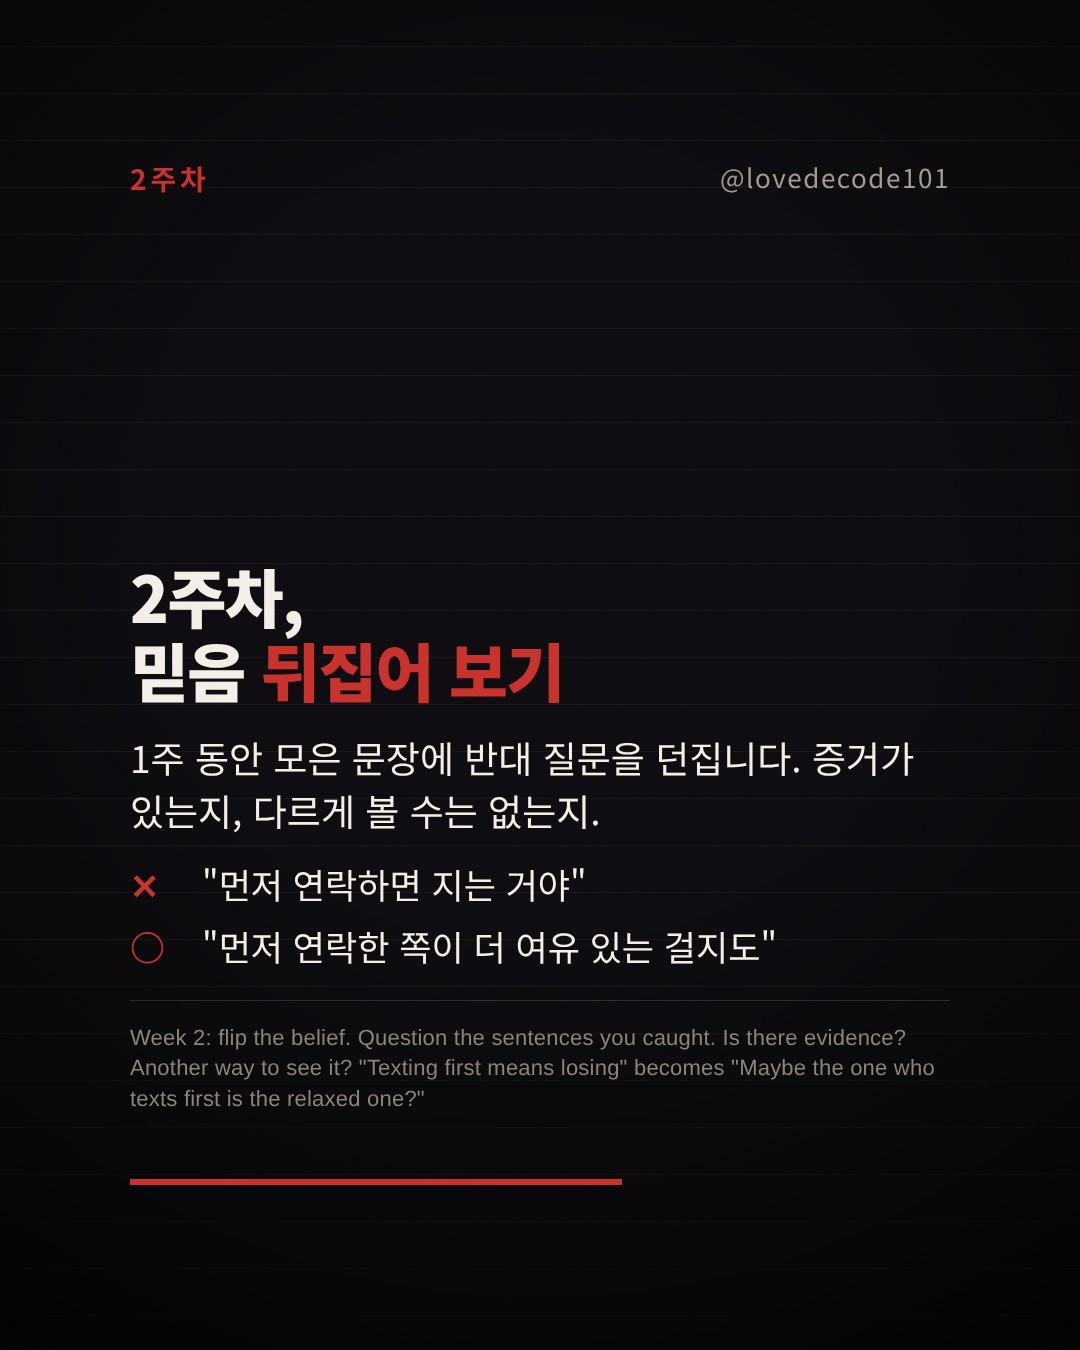 2주차
@lovedecode101
2주차,
믿음 뒤집어 보기
1주 동안 모은 문장에 반대 질문을 던집니다. 증거가
있는지, 다르게 볼 수는 없는지.
✕ "먼저 연락하면 지는 거야"
○ "먼저 연락한 쪽이 더 여유 있는 걸지도"
Week 2: flip the belief. Question the sentences you caught. Is there evidence?
Another way to see it? "Texting first means losing" becomes "Maybe the one who
texts first is the relaxed one?"